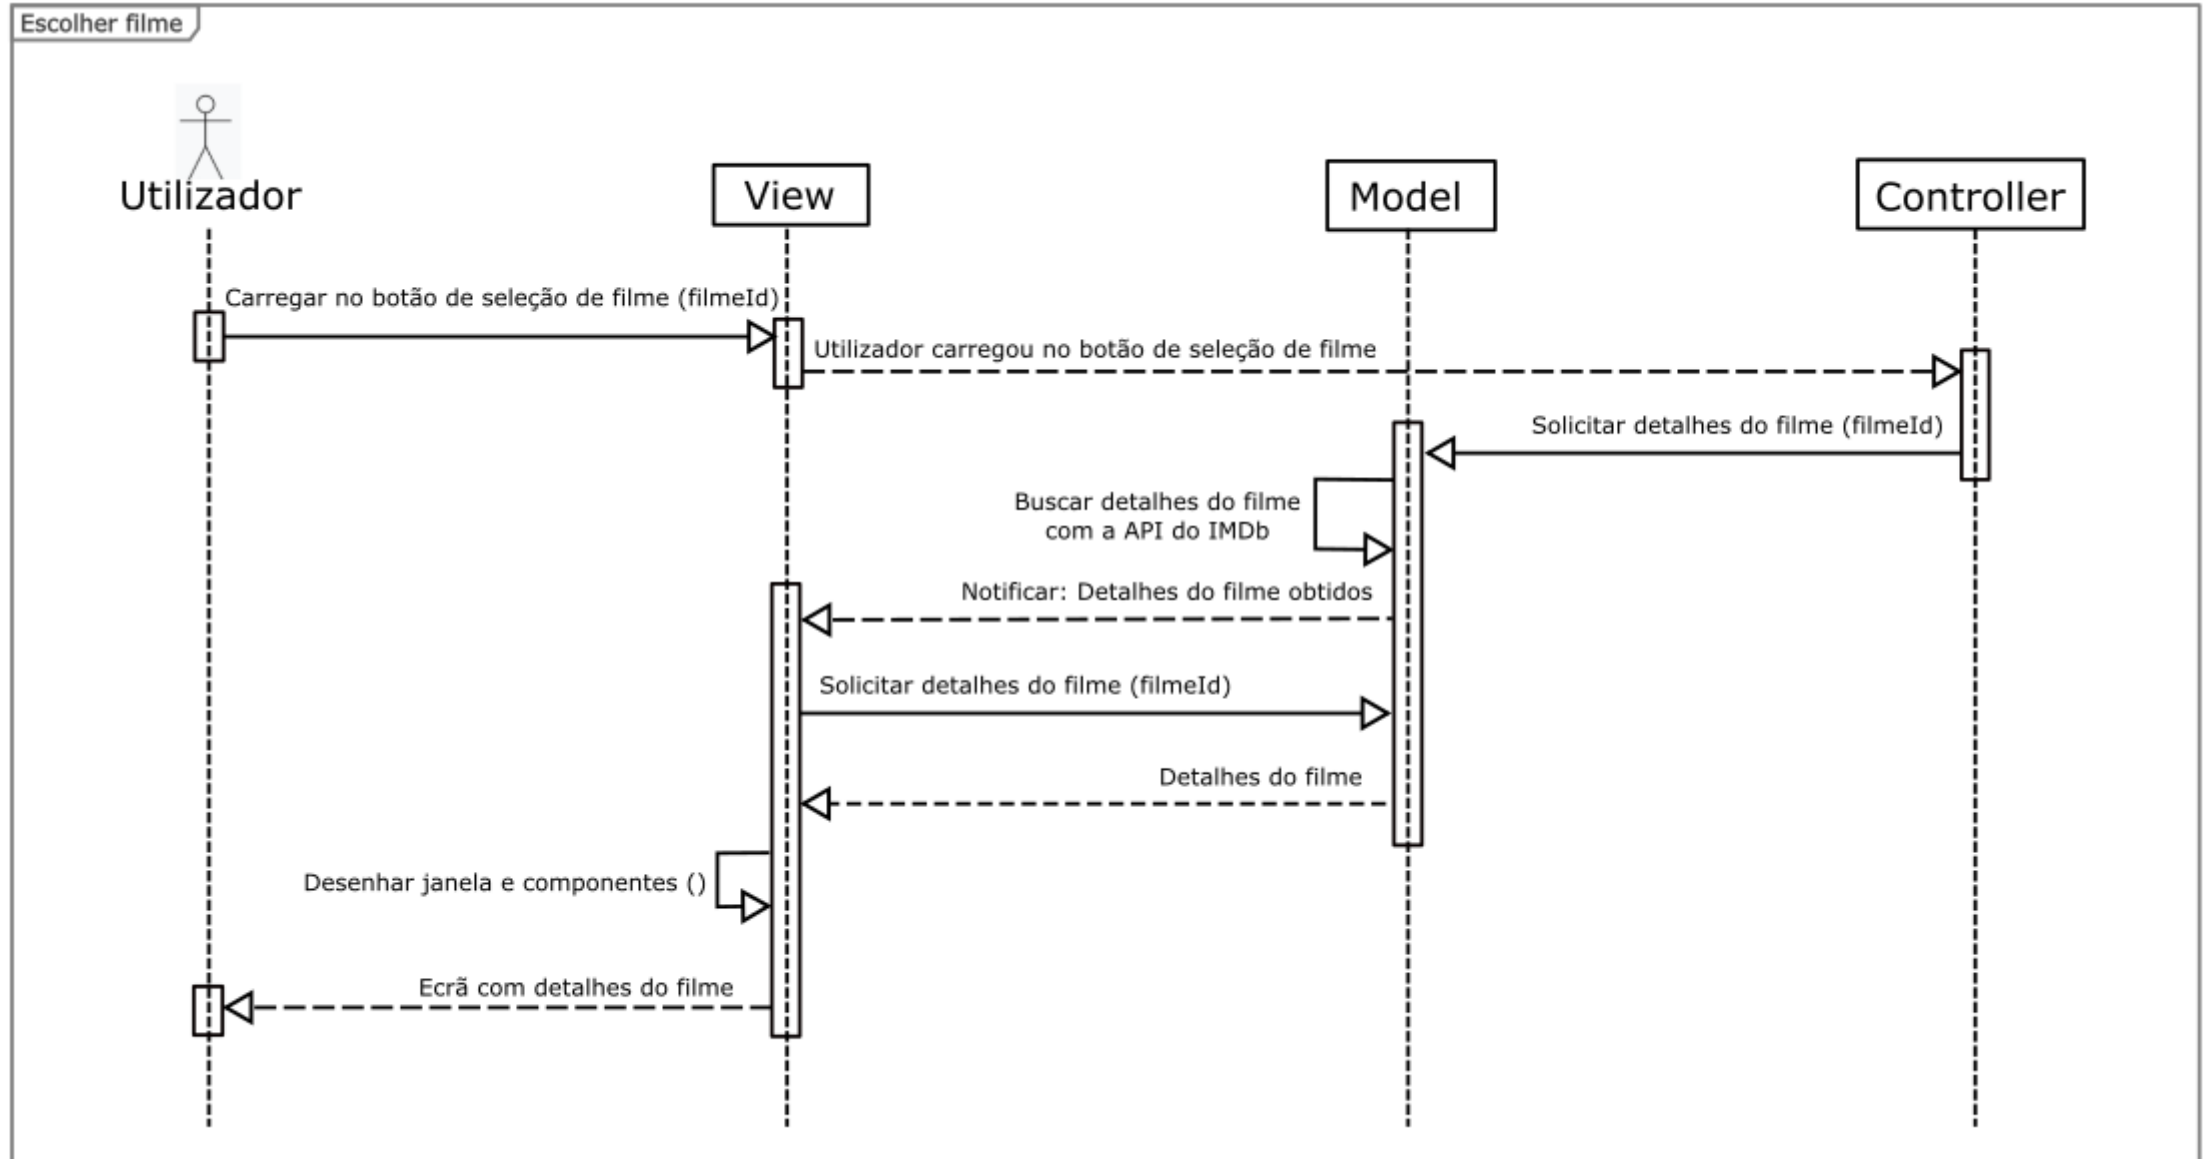 Escolher filme
Utilizador
View
Model
Controller
Carregar no botão de seleção de filme (filmeId)
Utilizador carregou no botão de seleção de filme
Solicitar detalhes do filme (filmeId)
Buscar detalhes do filme
com a API do IMDb
Notificar: Detalhes do filme obtidos
Solicitar detalhes do filme (filmeId)
Detalhes do filme
Desenhar janela e componentes ()
Ecrã com detalhes do filme